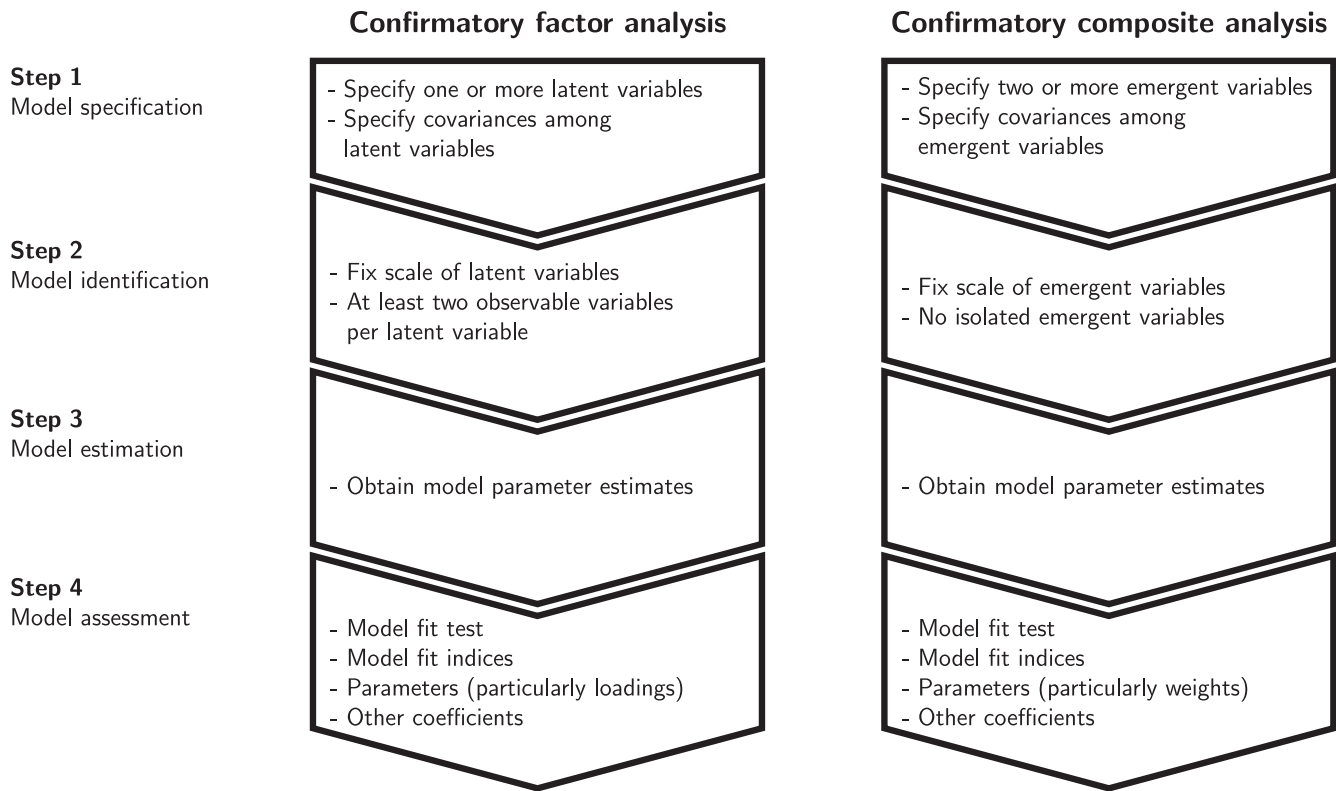 Confirmatory factor analysis
Confirmatory composite analysis
Step 1
Model specification
- Specify one or more latent variables
- Specify covariances among
latent variables
- Specify two or more emergent variables
- Specify covariances among
emergent variables
Step 2
Model identification
- Fix scale of latent variables
- At least two observable variables
per latent variable
- Fix scale of emergent variables
- No isolated emergent variables
Step 3
Model estimation
- Obtain model parameter estimates
- Obtain model parameter estimates
Step 4
Model assessment
- Model fit test
- Model fit indices
- Parameters (particularly loadings)
- Other coefficients
- Model fit test
- Model fit indices
- Parameters (particularly weights)
- Other coefficients